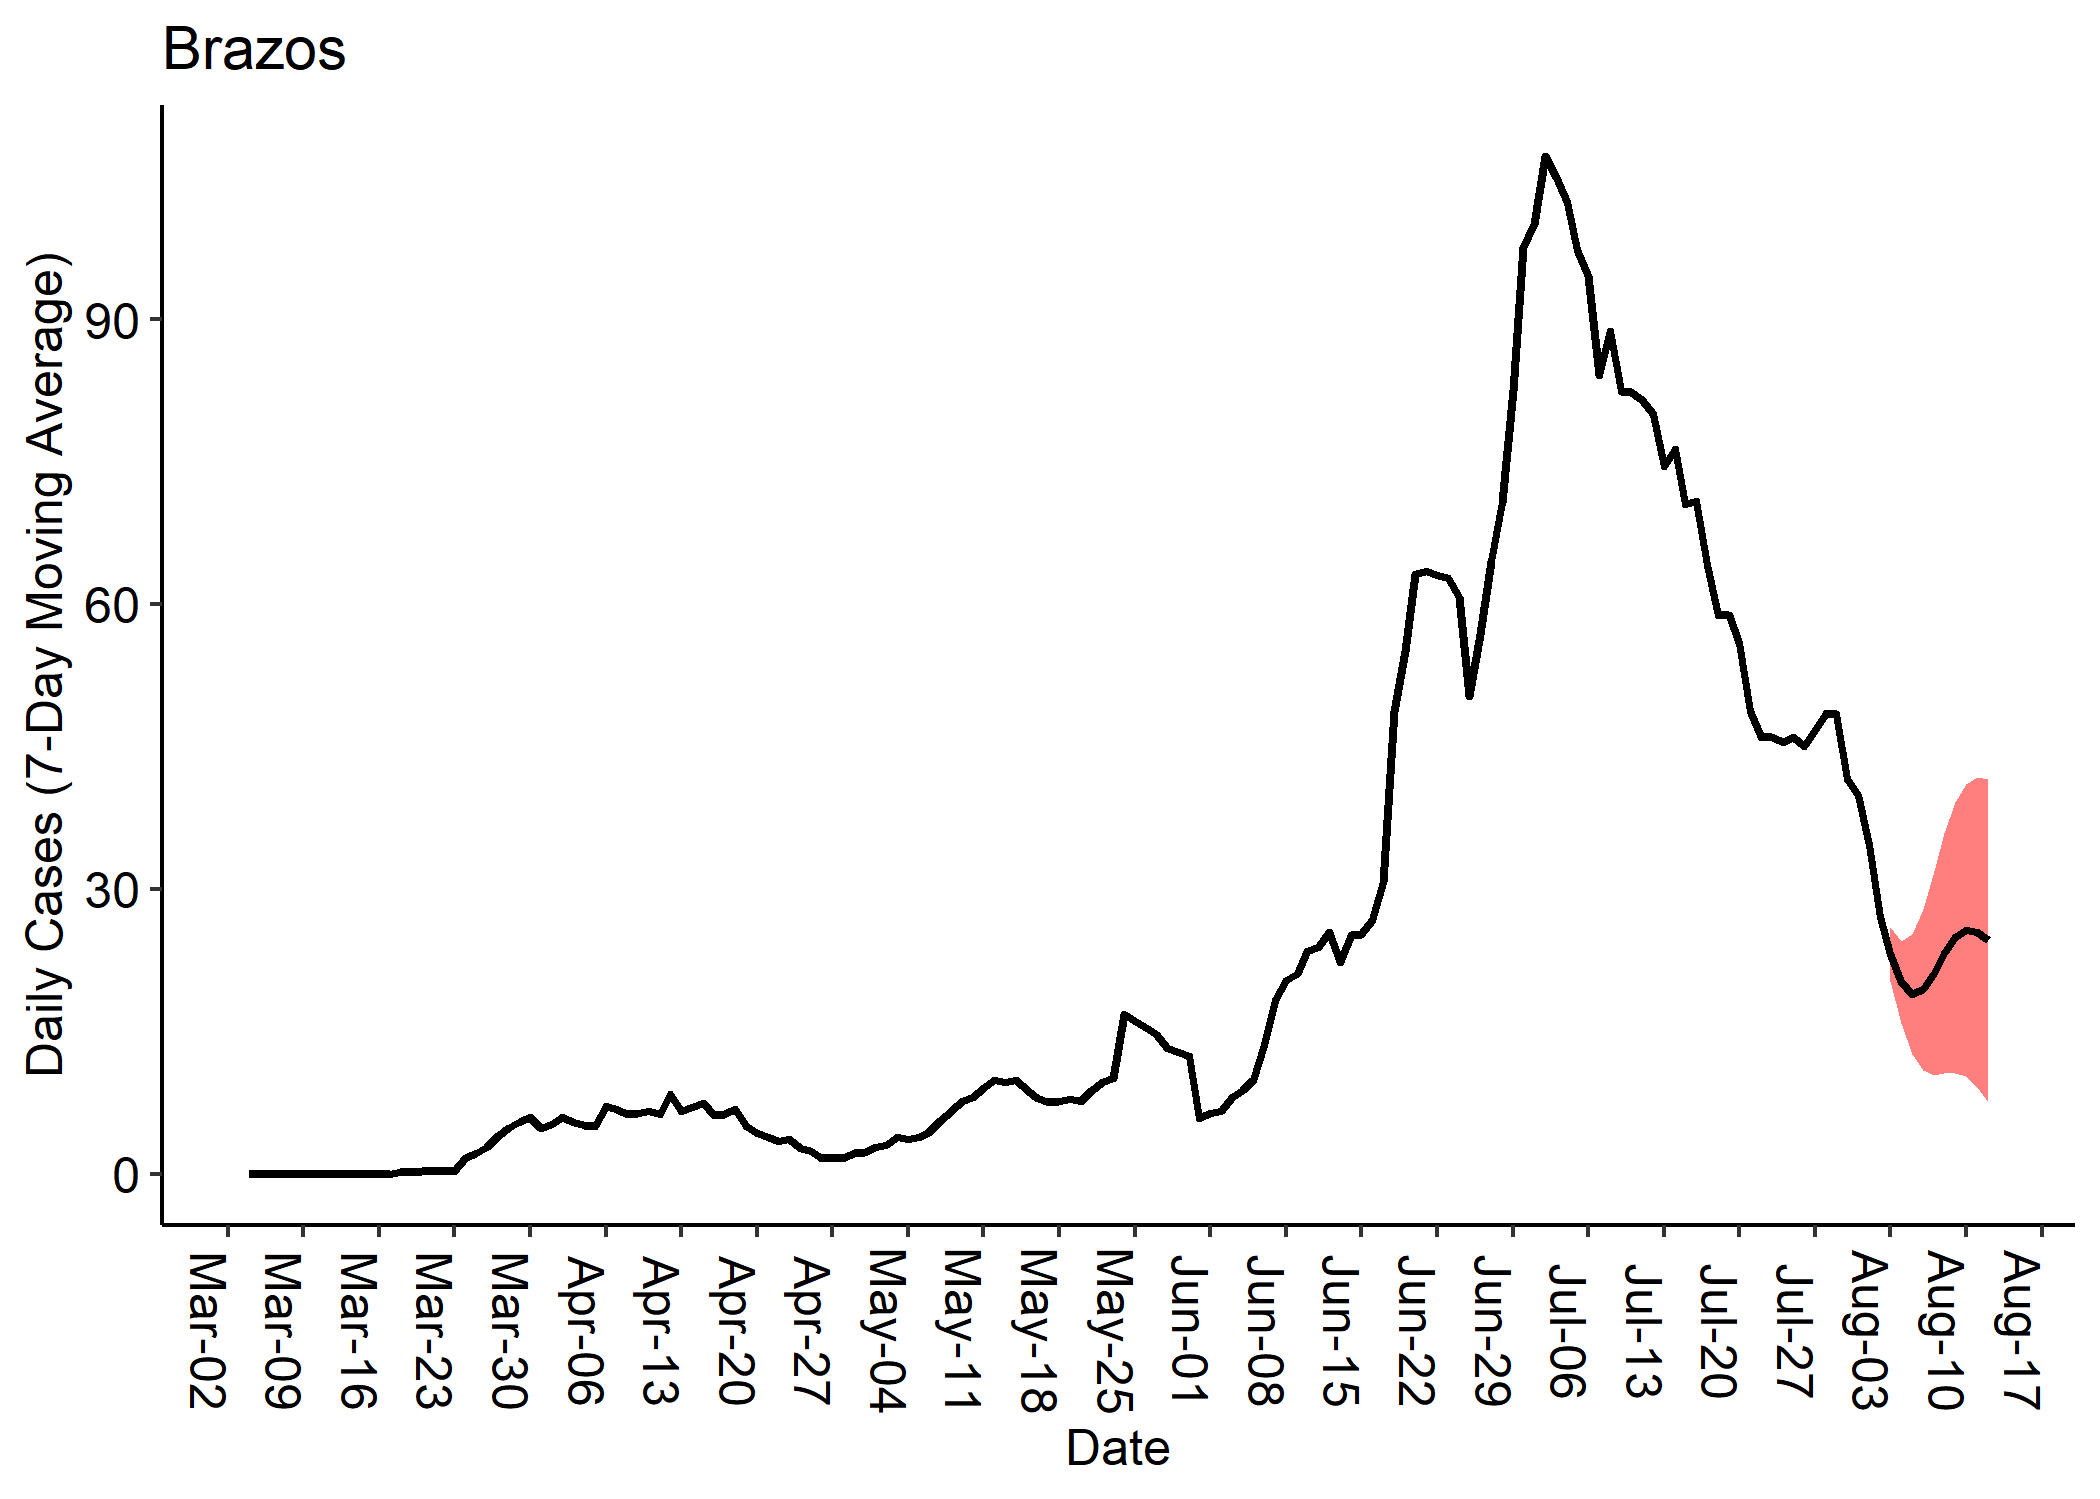 Brazos
Daily Cases (7-Day Moving Average)
90
60
30
0
Mar-02
Mar-09
Mar-16
Mar-23
Mar-30
Apr-06
Apr-13
Apr-20
Apr-27
May-04
May-11
May-18
May-25
Jun-01
Jun-08
Jun-15
Jun-22
Jun-29
Jul-06
Jul-13
Jul-20
Jul-27
Aug-03
Aug-10
Aug-17
Date